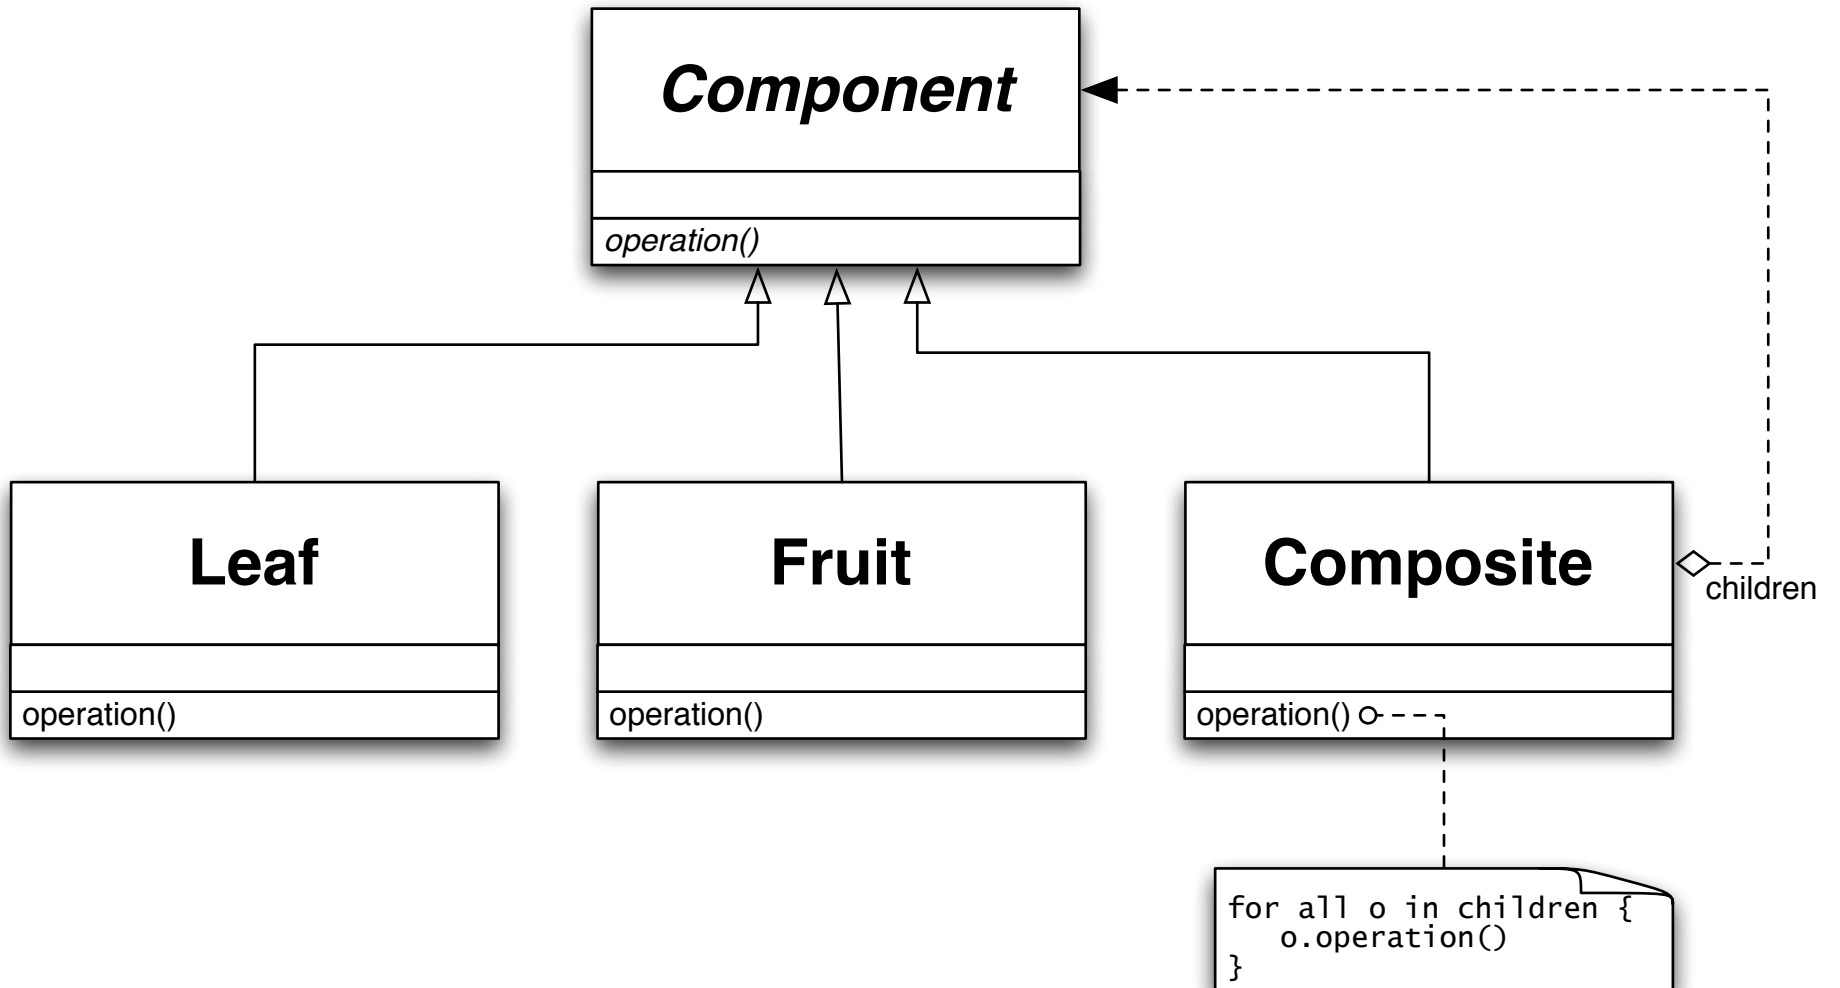 Component
operation()
Leaf
Fruit
Composite
children
operation()
operation()
operation()
for all o in children {
o.operation()
}